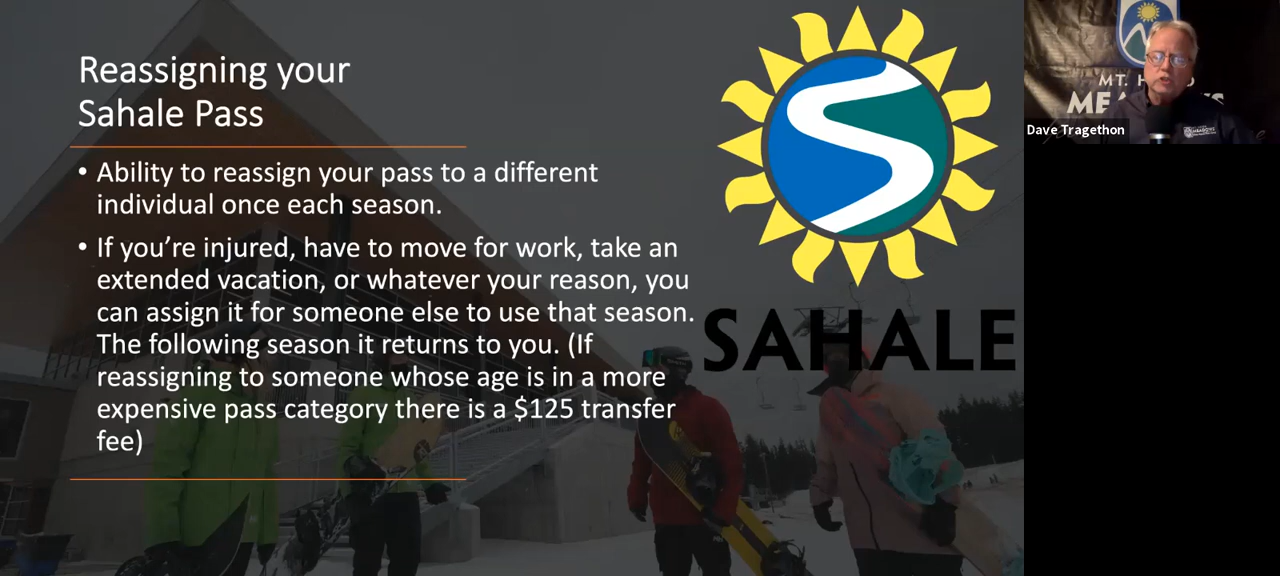 Reassigning your
Sahale Pass
• Ability to reassign your pass to a different
individual once each season.
• If you’re injured, have to move for work, take an
extended vacation, or whatever your reason, you
can assign it for someone else to use that season.
The following season it returns to you. (If
reassigning to someone whose age is in a more
expensive pass category there is a $125 transfer
fee)
SAHALE
MT.
Dave Tragethon